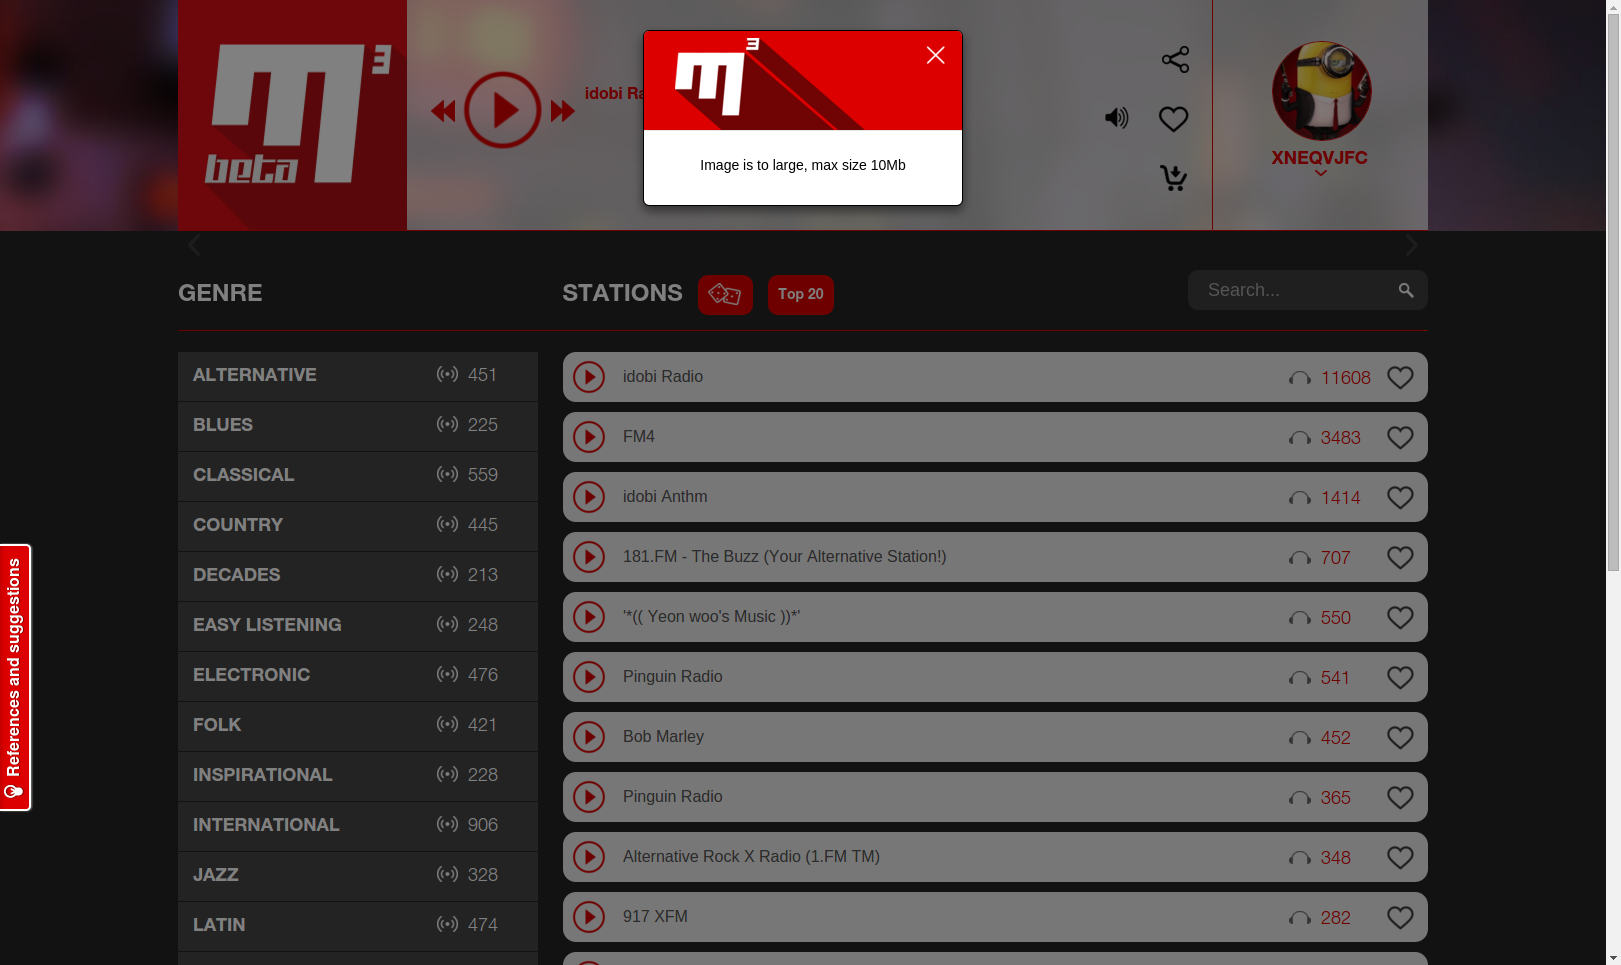 m3
beta
idobi Ra
m3
Image is to large, max size 10Mb
XNEQVJFC
GENRE
STATIONS
Top 20
Search...
ALTERNATIVE 451
BLUES 225
CLASSICAL 559
COUNTRY 445
DECADES 213
EASY LISTENING 248
ELECTRONIC 476
FOLK 421
INSPIRATIONAL 228
INTERNATIONAL 906
JAZZ 328
LATIN 474
idobi Radio 11608
FM4 3483
idobi Anthm 1414
181.FM - The Buzz (Your Alternative Station!) 707
'*(( Yeon woo's Music ))*' 550
Pinguin Radio 541
Bob Marley 452
Pinguin Radio 365
Alternative Rock X Radio (1.FM TM) 348
917 XFM 282
References and suggestions